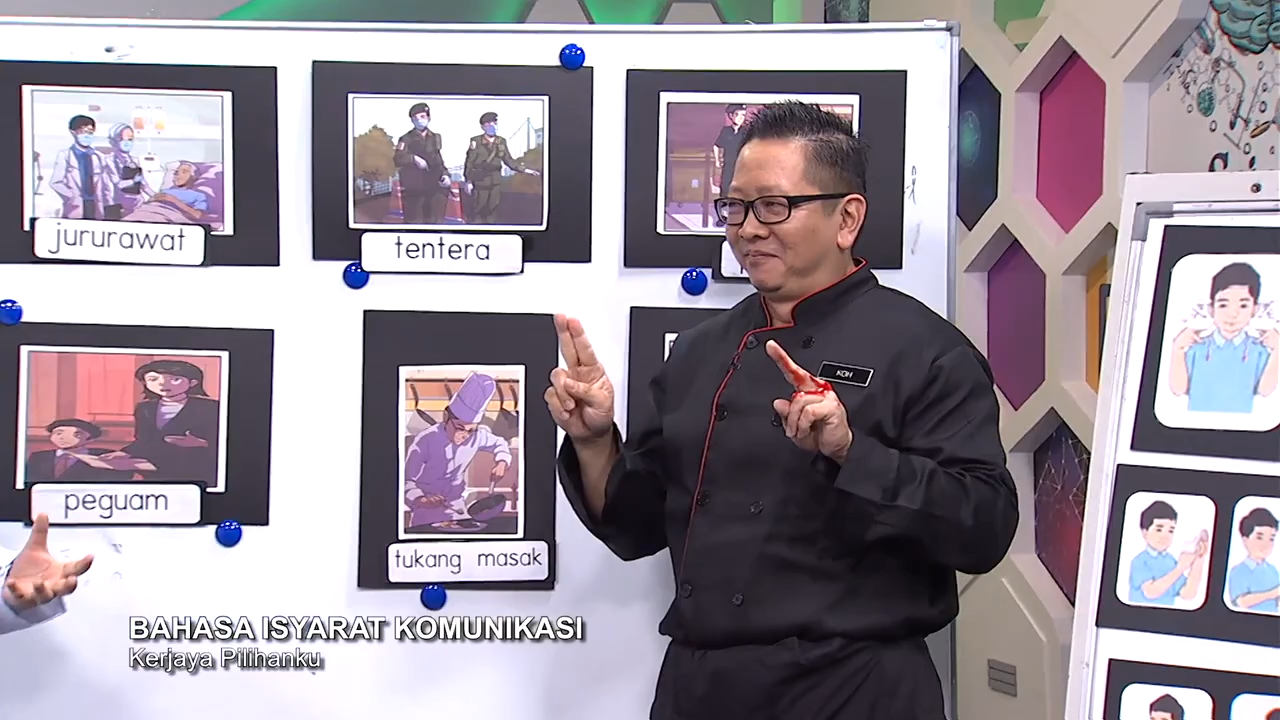 jururawat
tentera
peguam
tukang masak
KOH
BAHASA ISYARAT KOMUNIKASI
Kerjaya Pilihanku